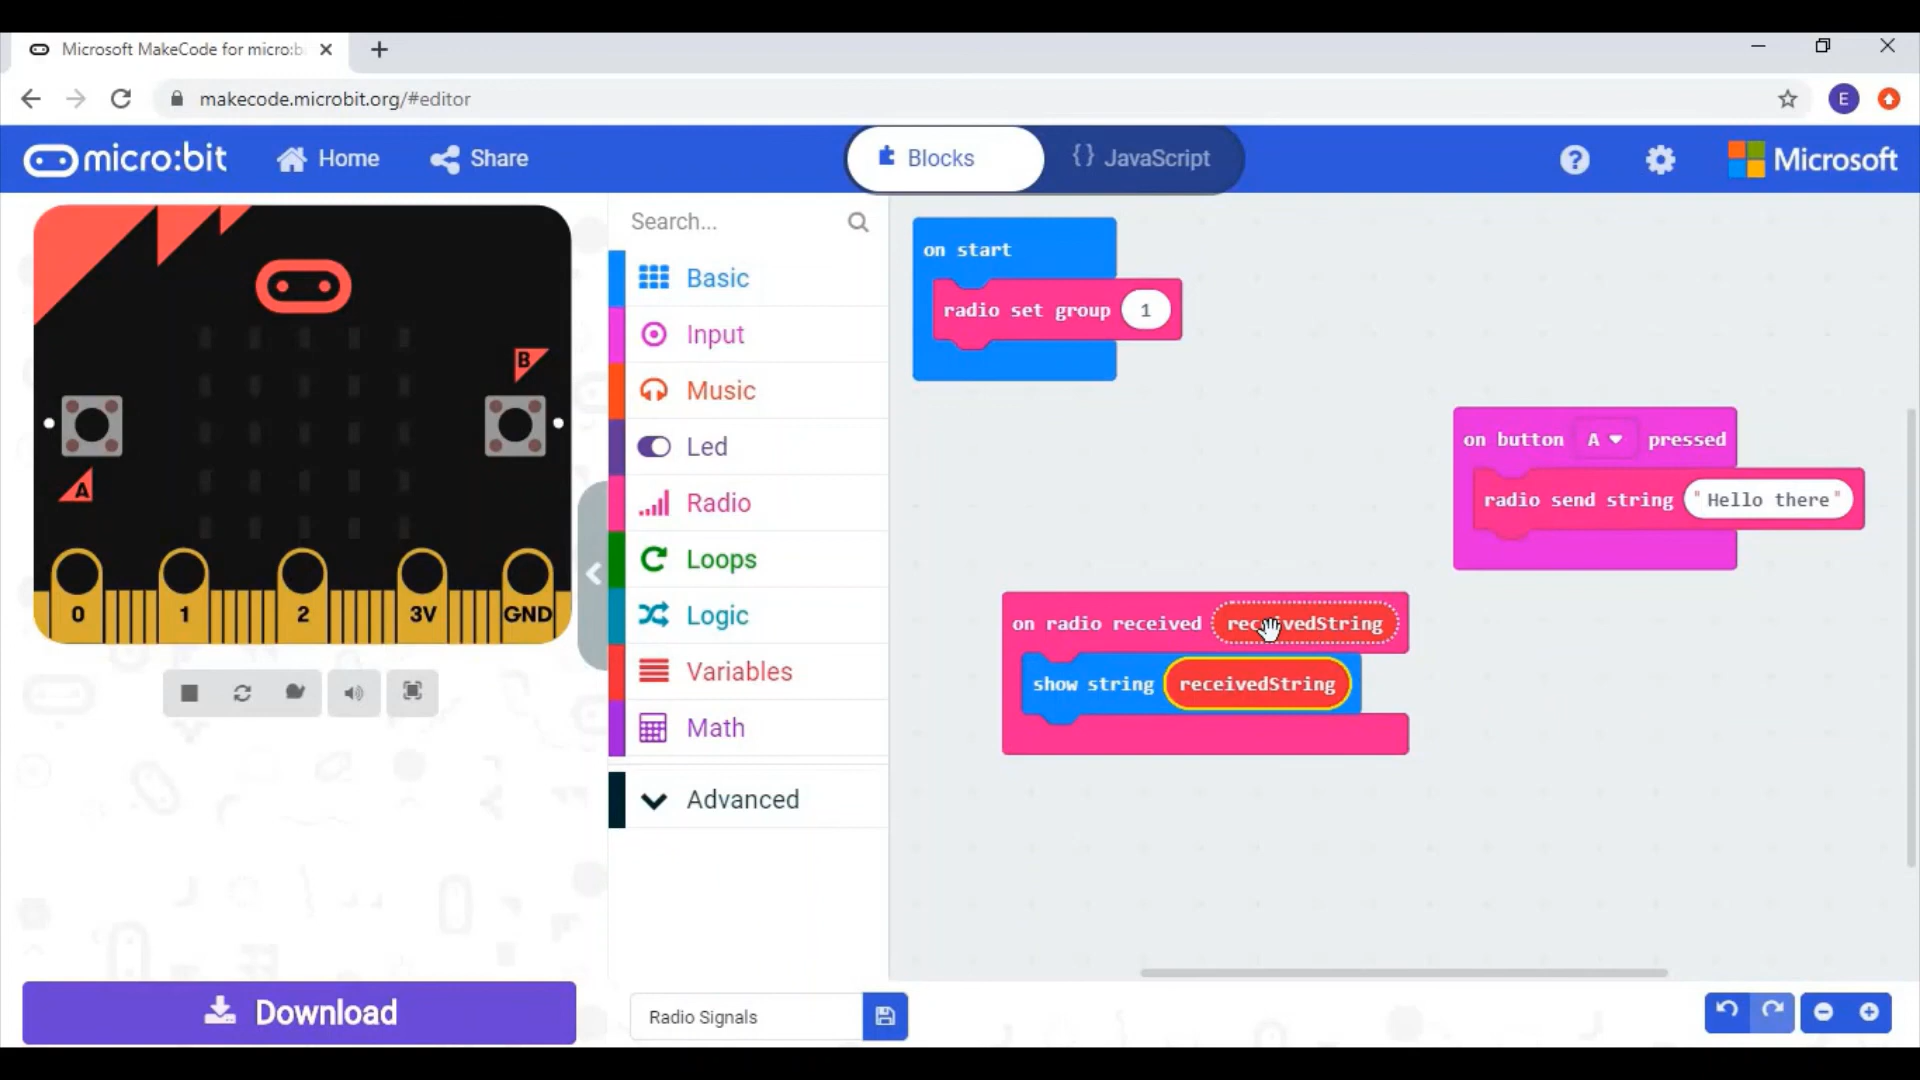 Microsoft MakeCode for micro:b
makecode.microbit.org/#editor
E
micro:bit
Home
Share
Blocks
{} JavaScript
?
Microsoft
Search...
Basic
Input
Music
Led
Radio
Loops
Logic
Variables
Math
Advanced
B
A
0
1
2
3V
GND
on start
radio set group 1
on button A pressed
radio send string "Hello there"
on radio received receivedString
show string receivedString
Download
Radio Signals